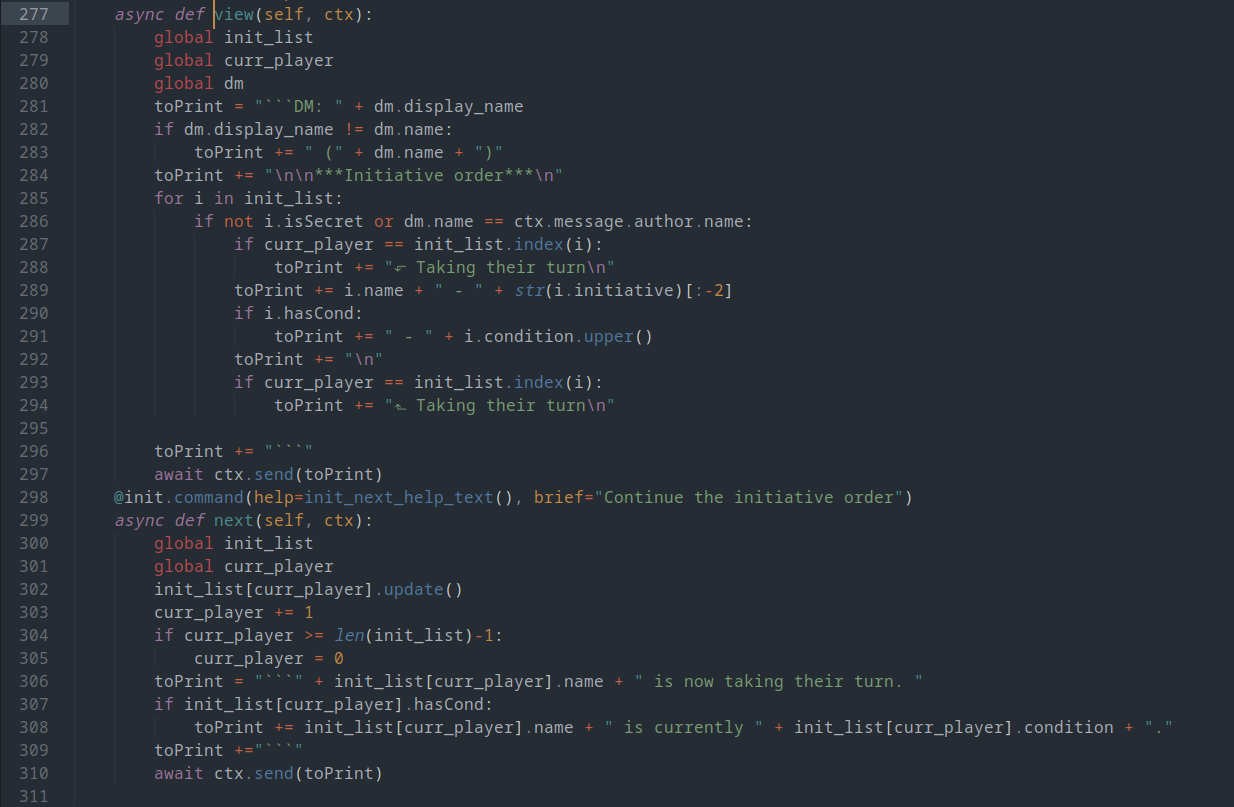 277 async def view(self, ctx):
278 global init_list
279 global curr_player
280 global dm
281 toPrint = "```DM: " + dm.display_name
282 if dm.display_name != dm.name:
283 toPrint += " (" + dm.name + ")"
284 toPrint += "\n\n***Initiative order***\n"
285 for i in init_list:
286 if not i.isSecret or dm.name == ctx.message.author.name:
287 if curr_player == init_list.index(i):
288 toPrint += "⬐ Taking their turn\n"
289 toPrint += i.name + " - " + str(i.initiative)[:-2]
290 if i.hasCond:
291 toPrint += " - " + i.condition.upper()
292 toPrint += "\n"
293 if curr_player == init_list.index(i):
294 toPrint += "⬑ Taking their turn\n"
295
296 toPrint += "```"
297 await ctx.send(toPrint)
298 @init.command(help=init_next_help_text(), brief="Continue the initiative order")
299 async def next(self, ctx):
300 global init_list
301 global curr_player
302 init_list[curr_player].update()
303 curr_player += 1
304 if curr_player >= len(init_list)-1:
305 curr_player = 0
306 toPrint = "```" + init_list[curr_player].name + " is now taking their turn. "
307 if init_list[curr_player].hasCond:
308 toPrint += init_list[curr_player].name + " is currently " + init_list[curr_player].condition + "."
309 toPrint +="```"
310 await ctx.send(toPrint)
311